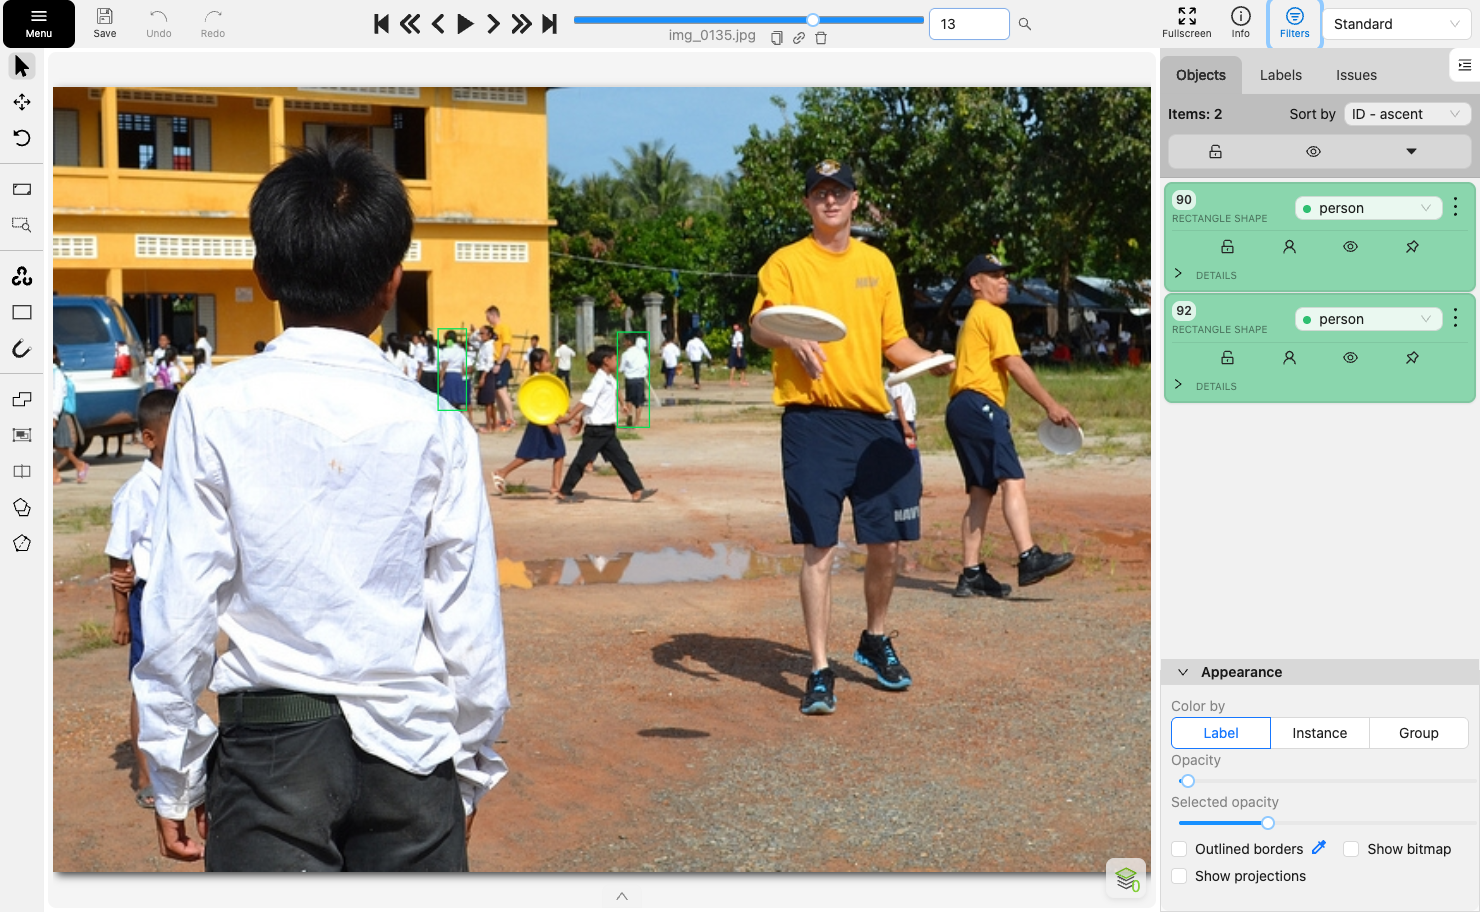 Menu
Save
Undo
Redo
img_0135.jpg
13
Fullscreen
Info
Filters
Standard
Objects
Labels
Issues
Items: 2
Sort by
ID - ascent
90
RECTANGLE SHAPE
person
DETAILS
92
RECTANGLE SHAPE
person
DETAILS
NAVY
NAVY
Appearance
Color by
Label
Instance
Group
Opacity
Selected opacity
Outlined borders
Show bitmap
Show projections
0